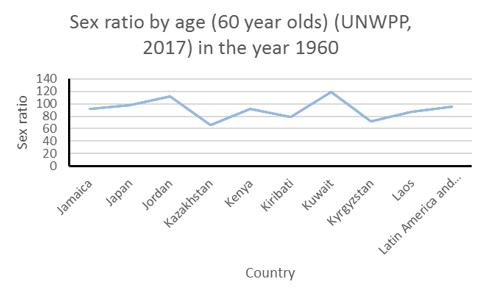 Sex ratio by age (60 year olds) (UNWPP,
2017) in the year 1960
140
120
100
80
60
40
20
0
Sex ratio
Jamaica
Japan
Jordan
Kazakhstan
Kenya
Kiribati
Kuwait
Kyrgyzstan
Laos
Latin America and...
Country